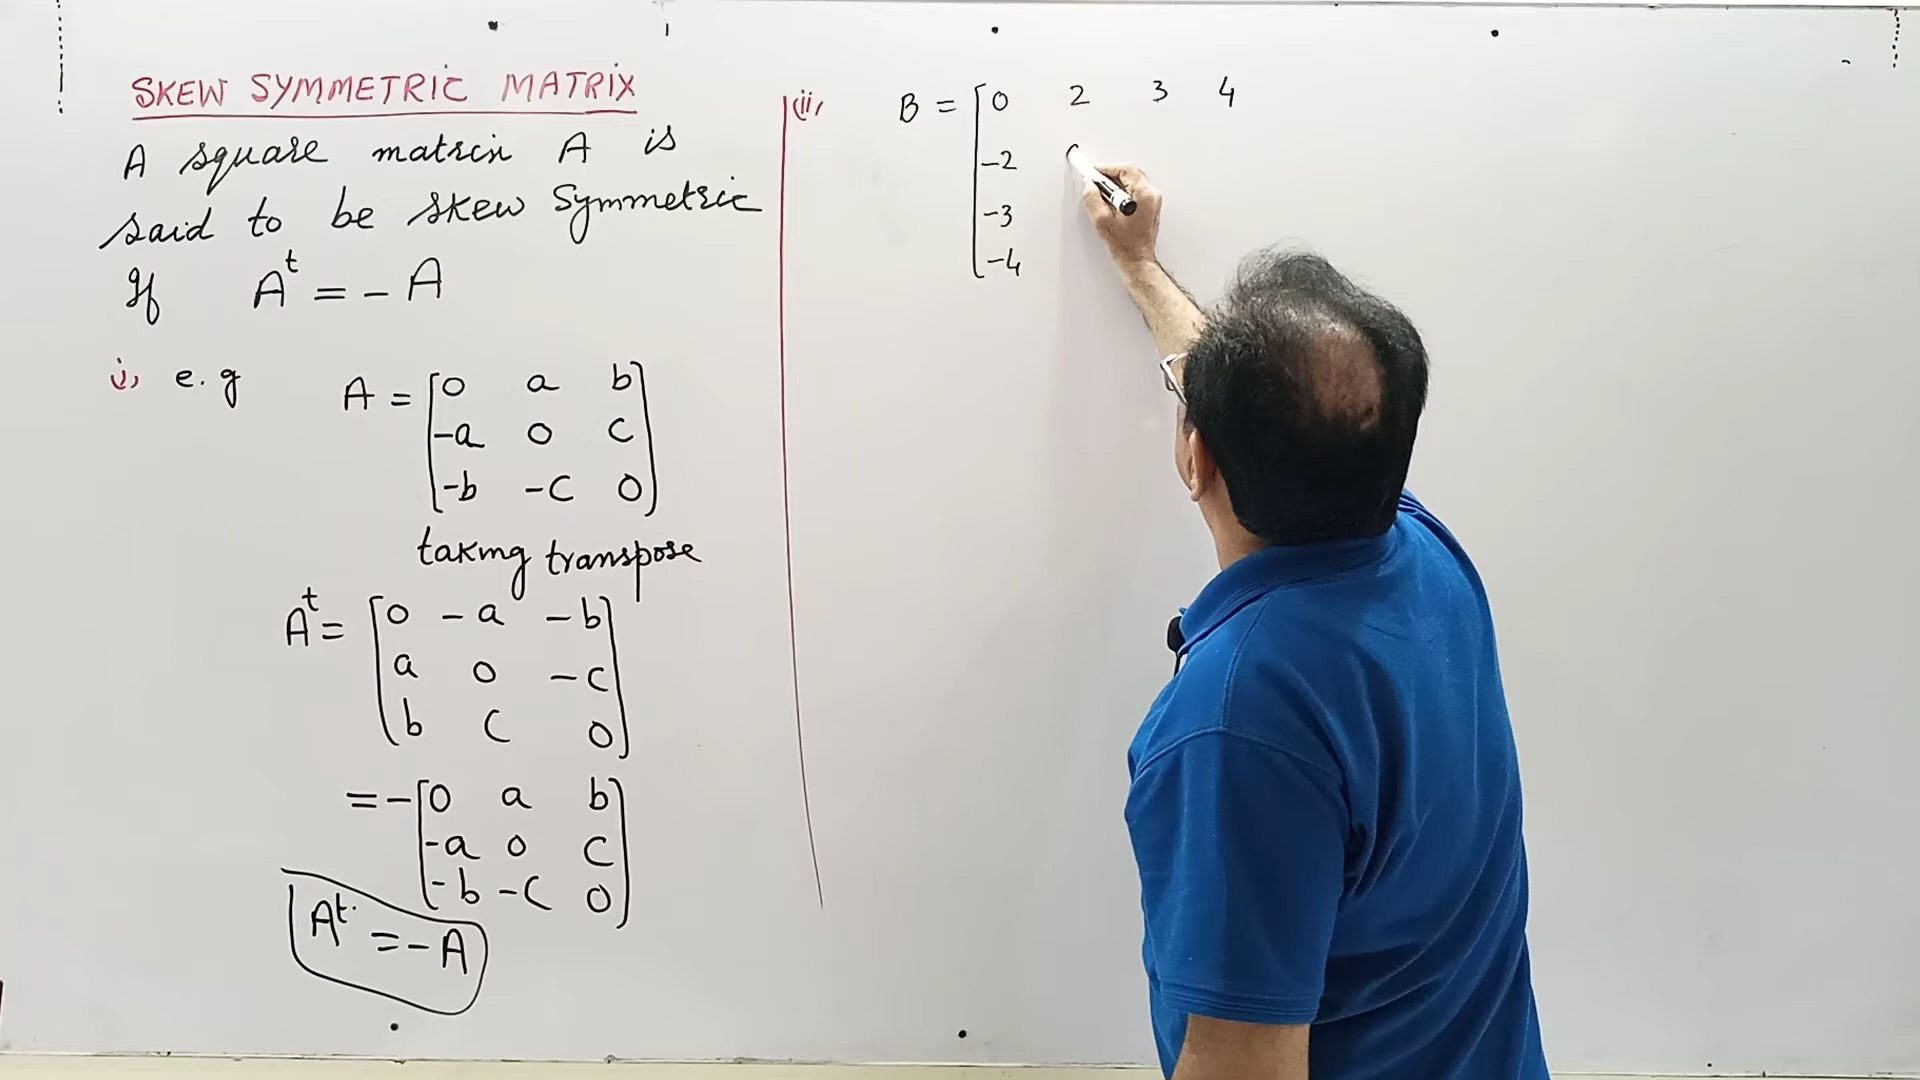 SKEW SYMMETRIC MATRIX
A square matrix A is
said to be skew symmetric
If A^t = - A
i, e.g A = [0 a b
-a 0 c
-b -c 0]
taking transpose
A^t = [0 -a -b
a 0 -c
b c 0]
= - [0 a b
-a 0 c
-b -c 0]
A^t = -A
(ii, B = [0 2 3 4
-2
-3
-4